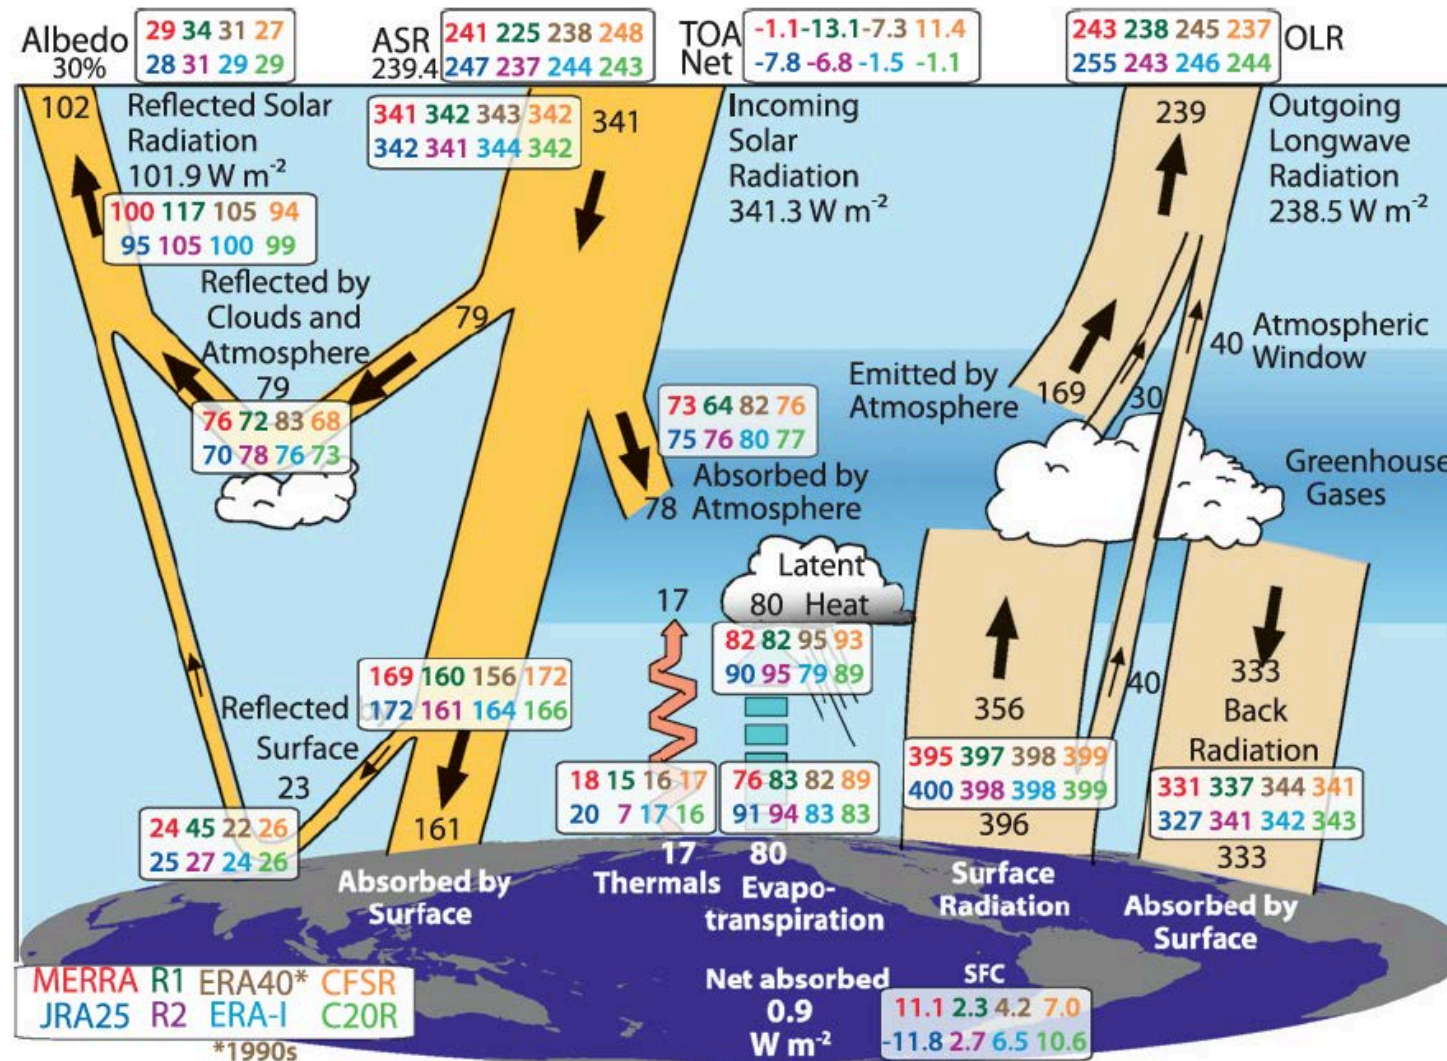 Albedo
30%
29 34 31 27
28 31 29 29
ASR
239.4
241 225 238 248
247 237 244 243
TOA
Net
-1.1 -13.1 -7.3 11.4
-7.8 -6.8 -1.5 -1.1
243 238 245 237
255 243 246 244
OLR
102
Reflected Solar
Radiation
101.9 W m-2
341 342 343 342
342 341 344 342
341
Incoming
Solar
Radiation
341.3 W m-2
239
Outgoing
Longwave
Radiation
238.5 W m-2
100 117 105 94
95 105 100 99
Reflected by
Clouds and
Atmosphere
79
79
76 72 83 68
70 78 76 73
73 64 82 76
75 76 80 77
78
Absorbed by
Atmosphere
Emitted by
Atmosphere
169
30
40
Atmospheric
Window
Greenhouse
Gases
17
Latent
80 Heat
82 82 95 93
90 95 79 89
169 160 156 172
172 161 164 166
Reflected by
Surface
23
356
40
333
Back
Radiation
24 45 22 26
25 27 24 26
161
18 15 16 17
20 7 17 16
76 83 82 89
91 94 83 83
395 397 398 399
400 398 398 399
396
331 337 344 341
327 341 342 343
333
Absorbed by
Surface
17
Thermals
80
Evapo-
transpiration
Surface
Radiation
Absorbed by
Surface
MERRA R1 ERA40* CFSR
JRA25 R2 ERA-I C20R
*1990s
Net absorbed
0.9
W m-2
SFC
11.1 2.3 4.2 7.0
-11.8 2.7 6.5 10.6